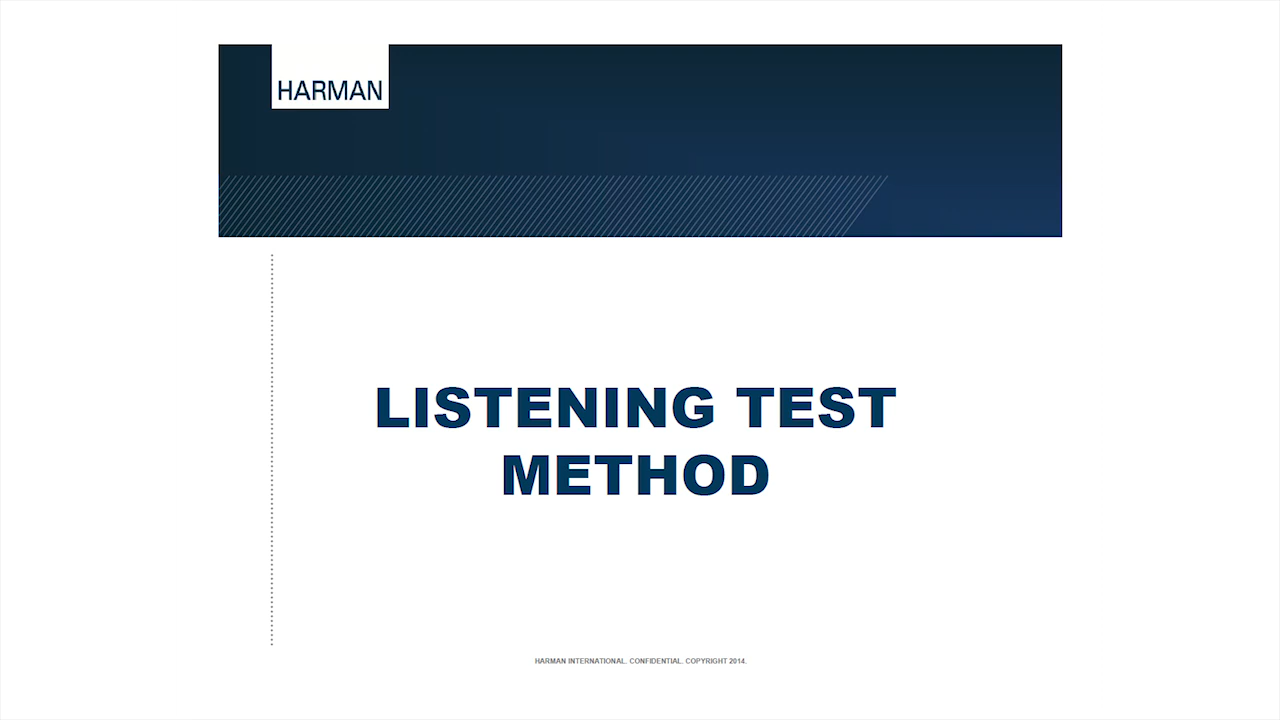 HARMAN
LISTENING TEST
METHOD
HARMAN INTERNATIONAL. CONFIDENTIAL. COPYRIGHT 2014.